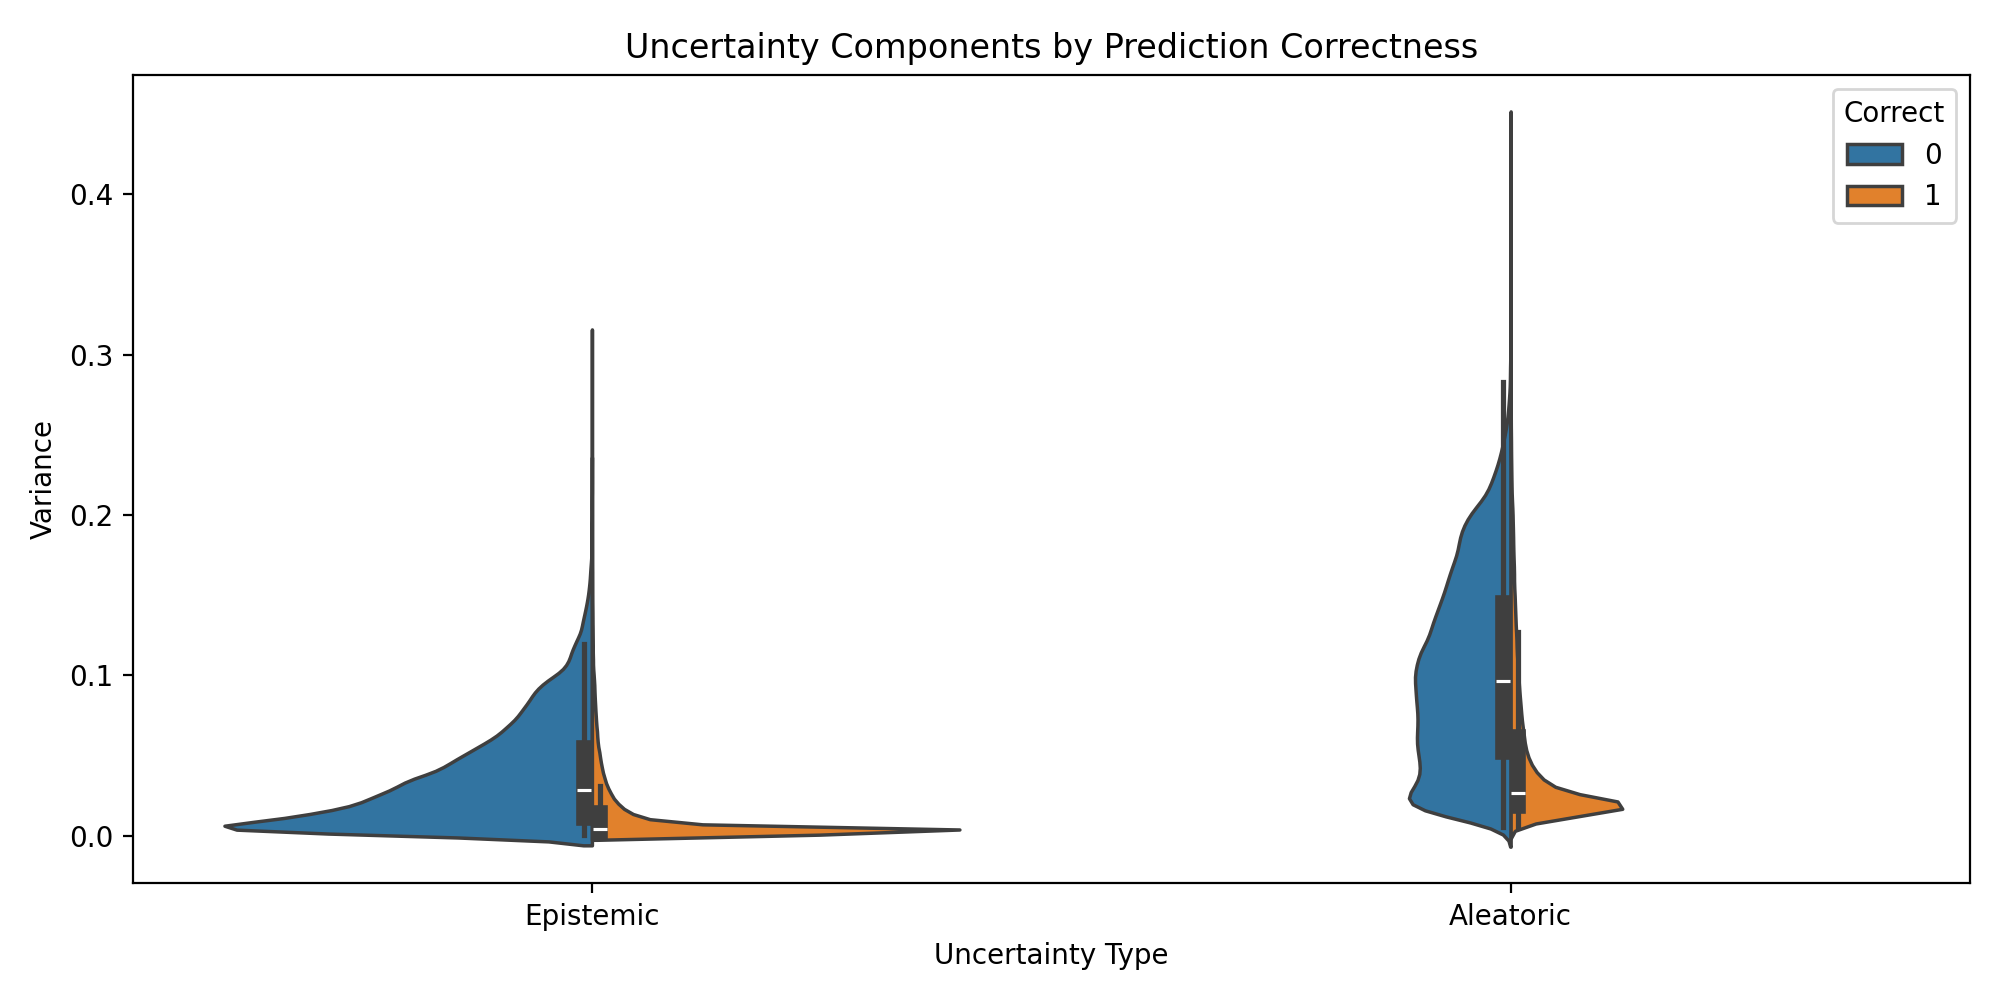 Uncertainty Components by Prediction Correctness
Correct
0
1
0.4
0.3
0.2
0.1
0.0
Variance
Epistemic
Aleatoric
Uncertainty Type